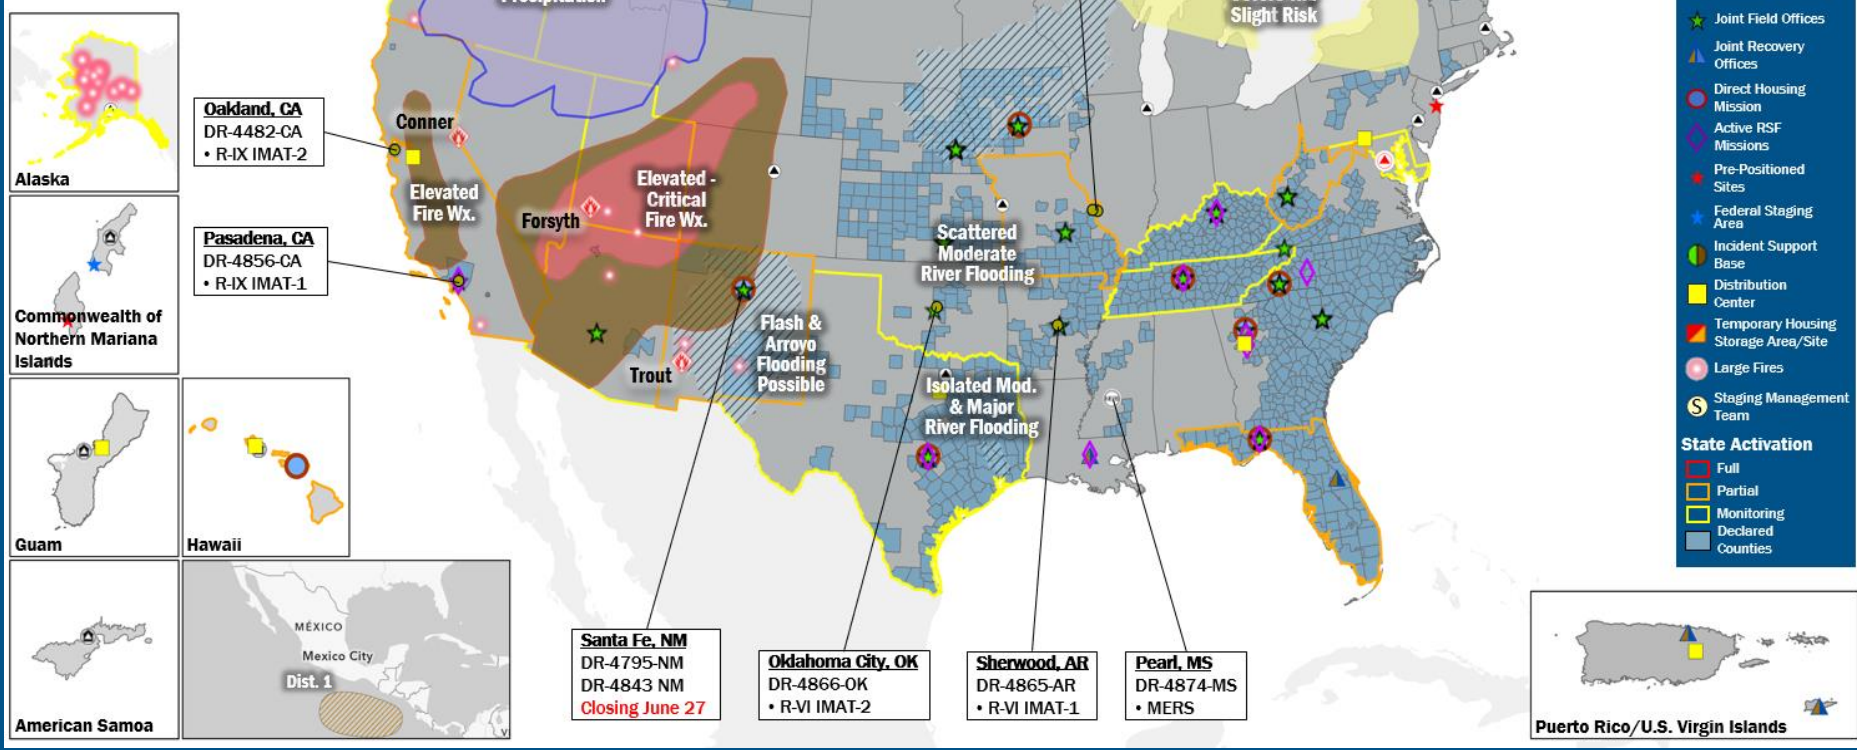 Slight Risk
Alaska
Oakland, CA
DR-4482-CA
• R-IX IMAT-2
Conner
Elevated
Fire Wx.
Elevated -
Critical
Fire Wx.
Forsyth
Pasadena, CA
DR-4856-CA
• R-IX IMAT-1
Scattered
Moderate
River Flooding
Commonwealth of
Northern Mariana
Islands
Flash &
Arroyo
Flooding
Possible
Trout
Isolated Mod.
& Major
River Flooding
Guam
Hawaii
American Samoa
MÉXICO
Mexico City
Dist. 1
Santa Fe, NM
DR-4795-NM
DR-4843 NM
Closing June 27
Oklahoma City, OK
DR-4866-OK
• R-VI IMAT-2
Sherwood, AR
DR-4865-AR
• R-VI IMAT-1
Pearl, MS
DR-4874-MS
• MERS
Puerto Rico/U.S. Virgin Islands
Joint Field Offices
Joint Recovery
Offices
Direct Housing
Mission
Active RSF
Missions
Pre-Positioned
Sites
Federal Staging
Area
Incident Support
Base
Distribution
Center
Temporary Housing
Storage Area/Site
Large Fires
S
Staging Management
Team
State Activation
Full
Partial
Monitoring
Declared
Counties